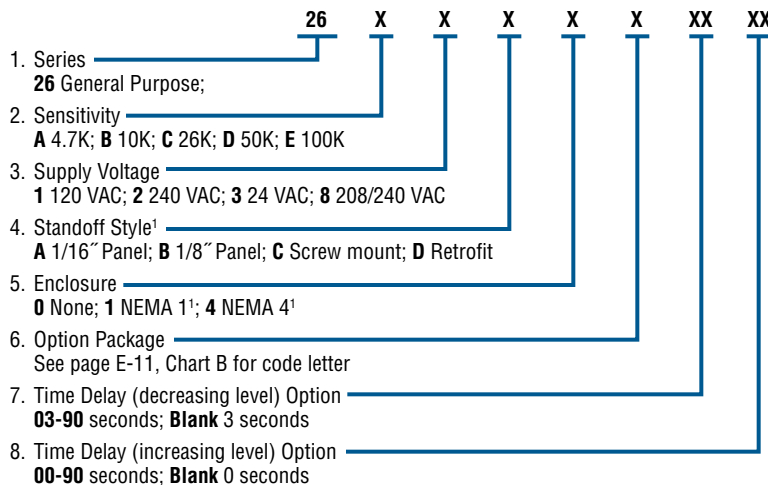 26 X X X X X XX XX
1. Series
26 General Purpose;
2. Sensitivity
A 4.7K; B 10K; C 26K; D 50K; E 100K
3. Supply Voltage
1 120 VAC; 2 240 VAC; 3 24 VAC; 8 208/240 VAC
4. Standoff Style¹
A 1/16˝ Panel; B 1/8˝ Panel; C Screw mount; D Retrofit
5. Enclosure
0 None; 1 NEMA 1¹; 4 NEMA 4¹
6. Option Package
See page E-11, Chart B for code letter
7. Time Delay (decreasing level) Option
03-90 seconds; Blank 3 seconds
8. Time Delay (increasing level) Option
00-90 seconds; Blank 0 seconds